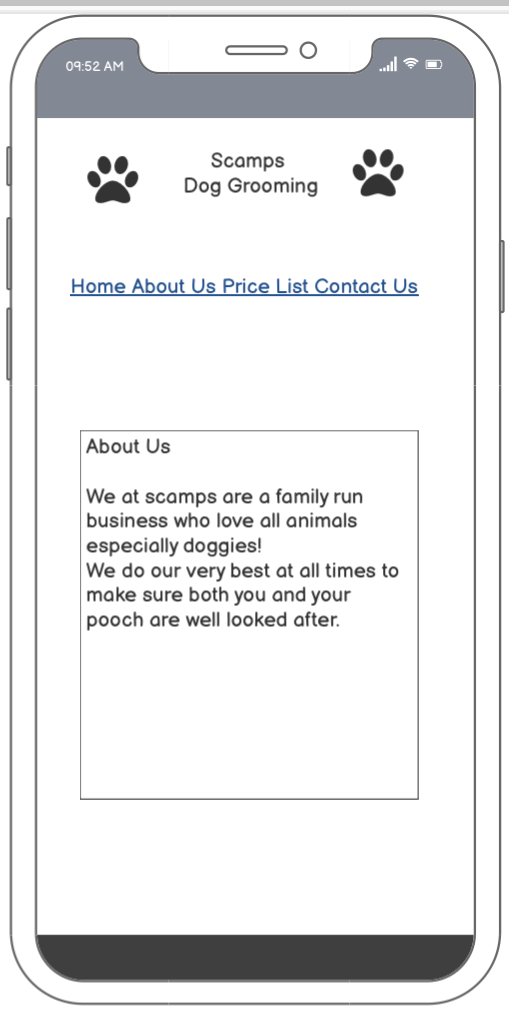 09:52 AM
Scamps
Dog Grooming
Home About Us Price List Contact Us
About Us
We at scamps are a family run
business who love all animals
especially doggies!
We do our very best at all times to
make sure both you and your
pooch are well looked after.